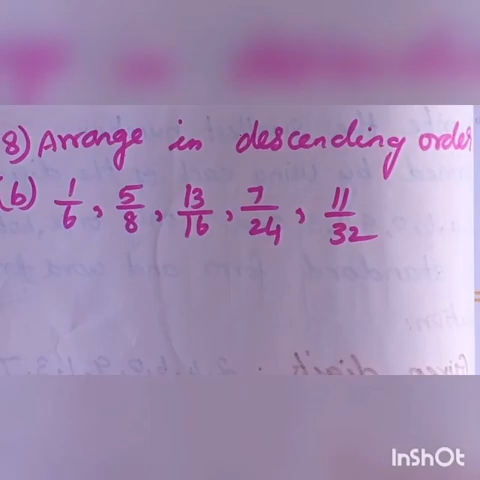 8) Arrange in descending order
(b) 1/6, 5/8, 13/16, 7/24, 11/32
InShOt